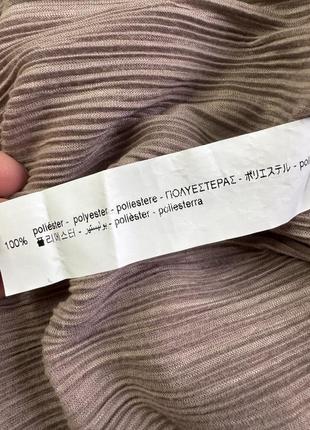 100% poliéster - polyester - poliestere - ΠΟΛΥΕΣΤΕΡΑΣ - ポリエステル - pol
폴리에스터 - بوليستر - polièster - poliesterra